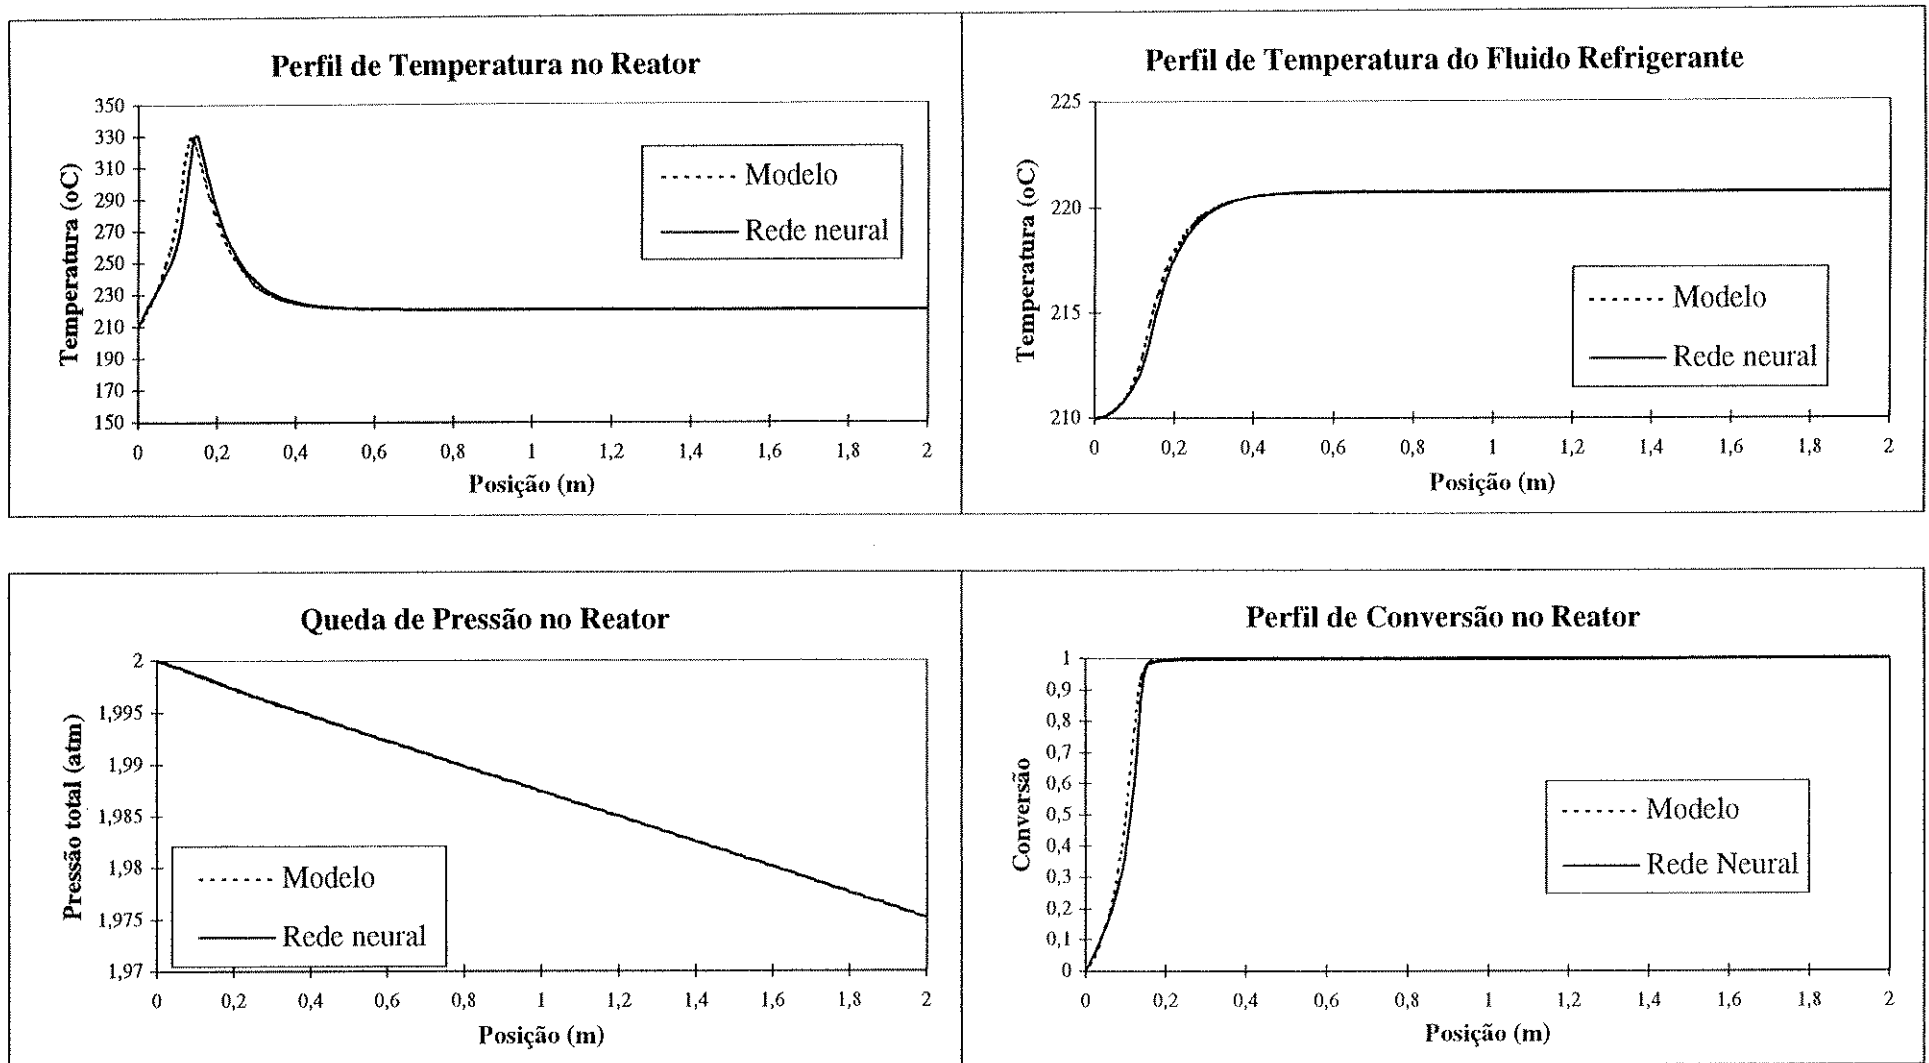 Perfil de Temperatura no Reator
350
330
310
290
270
250
230
210
190
170
150
Temperatura (oC)
Modelo
Rede neural
0 0,2 0,4 0,6 0,8 1 1,2 1,4 1,6 1,8 2
Posição (m)
Perfil de Temperatura do Fluido Refrigerante
225
220
215
210
Temperatura (oC)
Modelo
Rede neural
0 0,2 0,4 0,6 0,8 1 1,2 1,4 1,6 1,8 2
Posição (m)
Queda de Pressão no Reator
2
1,995
1,99
1,985
1,98
1,975
1,97
Pressão total (atm)
Modelo
Rede neural
0 0,2 0,4 0,6 0,8 1 1,2 1,4 1,6 1,8 2
Posição (m)
Perfil de Conversão no Reator
1
0,9
0,8
0,7
0,6
0,5
0,4
0,3
0,2
0,1
0
Conversão
Modelo
Rede Neural
0 0,2 0,4 0,6 0,8 1 1,2 1,4 1,6 1,8 2
Posição (m)